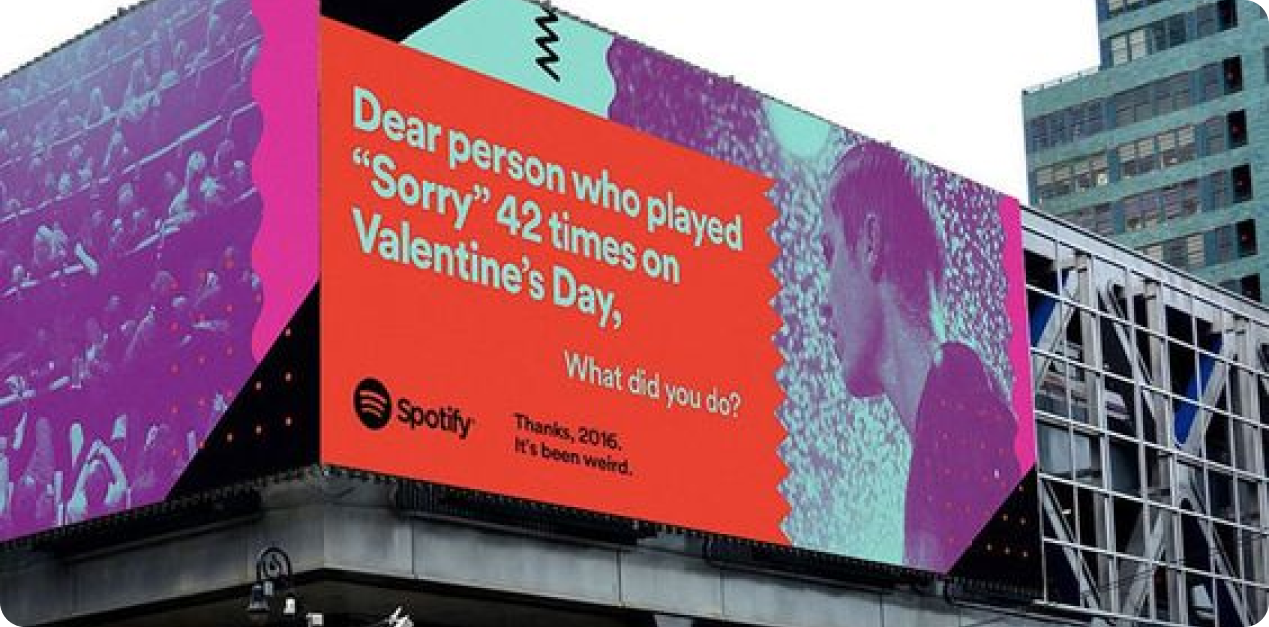 Dear person who played
“Sorry” 42 times on
Valentine’s Day,
What did you do?
Spotify
Thanks, 2016.
It’s been weird.